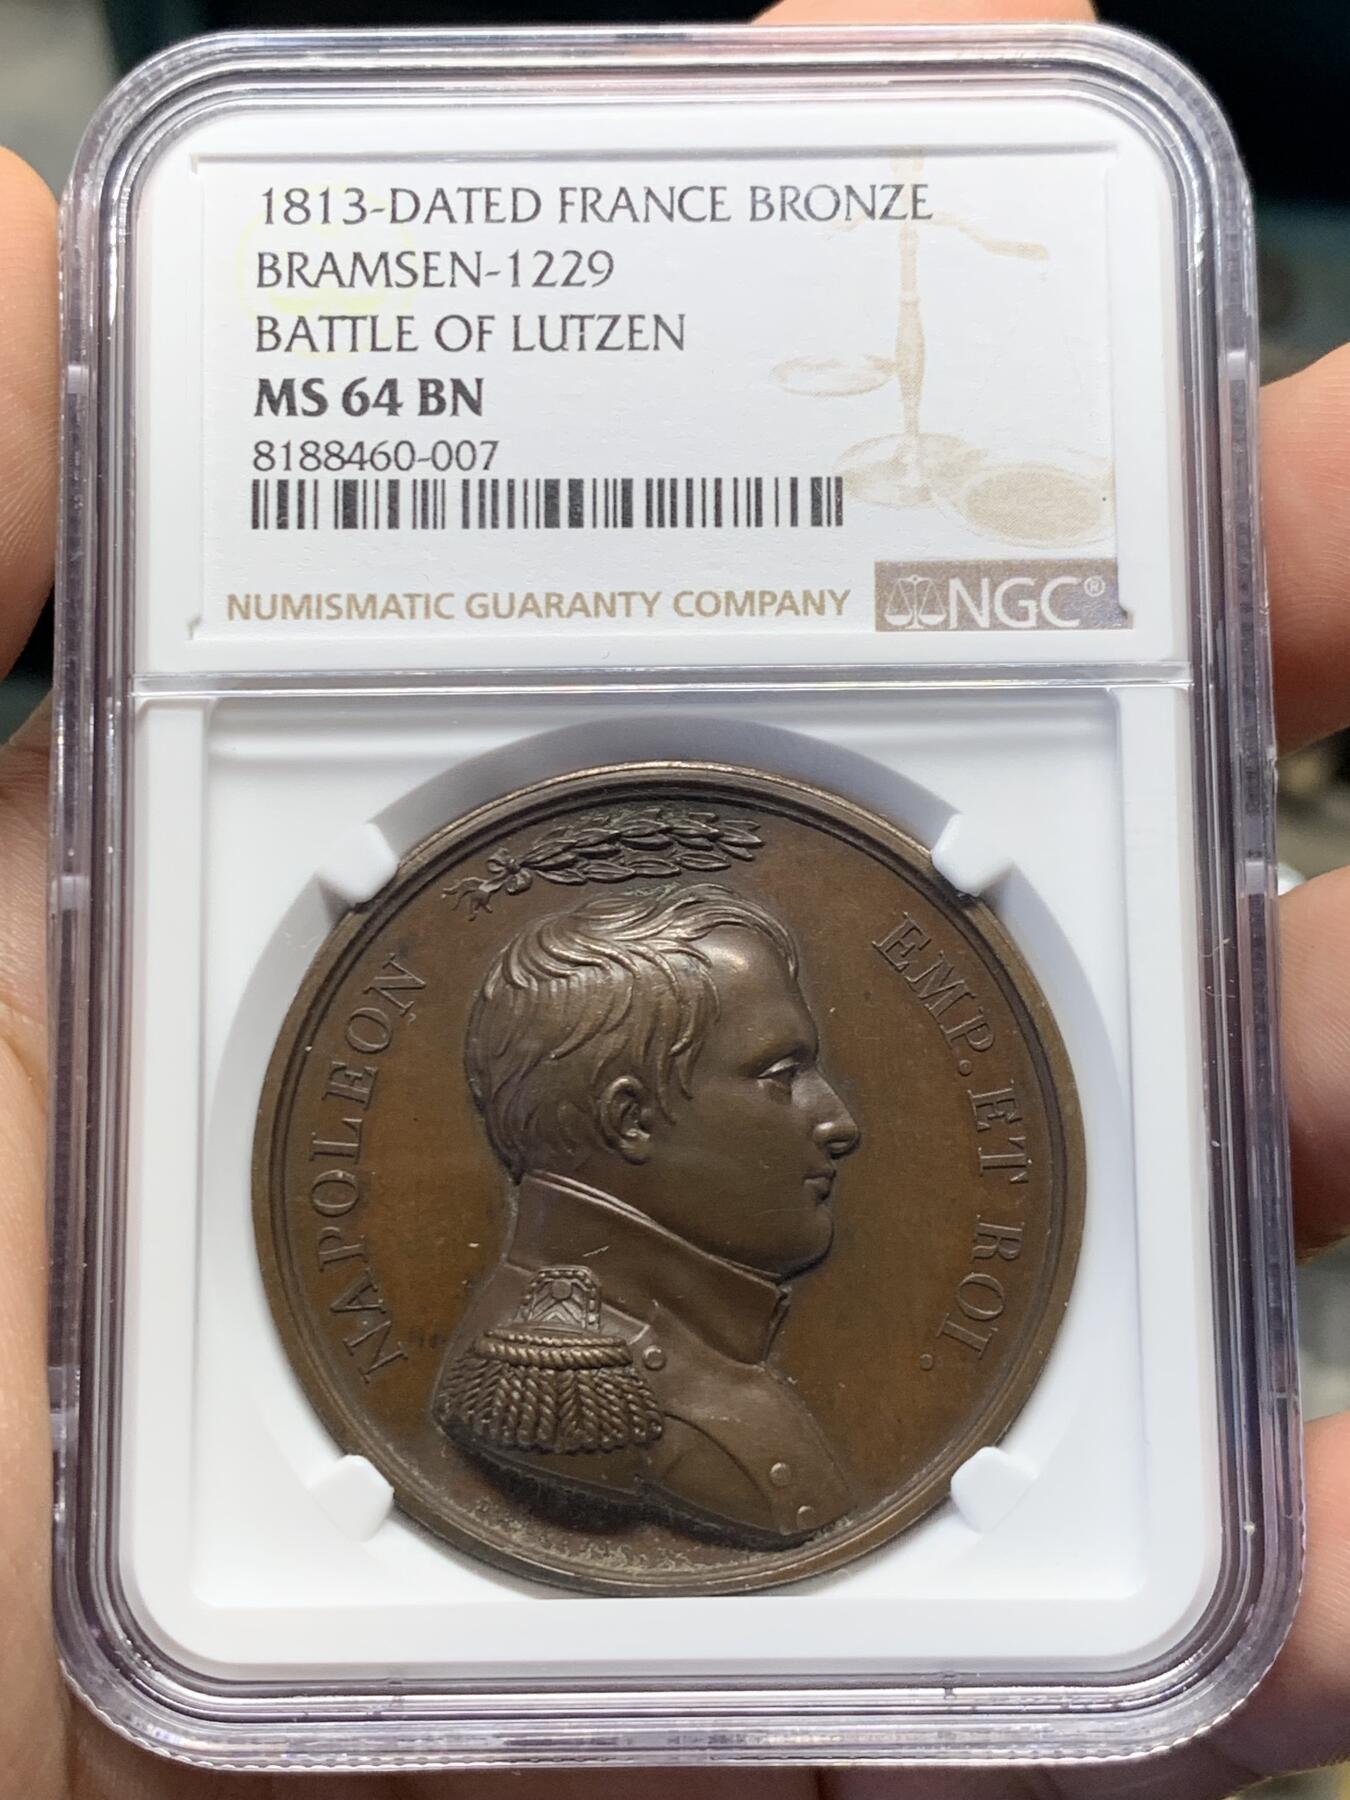 1813-DATED FRANCE BRONZE
BRAMSEN-1229
BATTLE OF LUTZEN
MS 64 BN
8188460-007
NUMISMATIC GUARANTY COMPANY
NGC®
NAPOLEON
EMP. ET ROI.